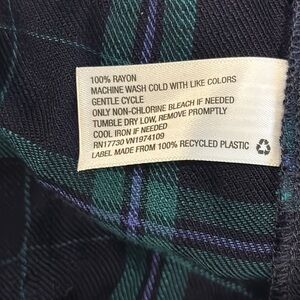 100% RAYON
MACHINE WASH COLD WITH LIKE COLORS
GENTLE CYCLE
ONLY NON-CHLORINE BLEACH IF NEEDED
TUMBLE DRY LOW, REMOVE PROMPTLY
COOL IRON IF NEEDED
RN17730 VN1974109
LABEL MADE FROM 100% RECYCLED PLASTIC